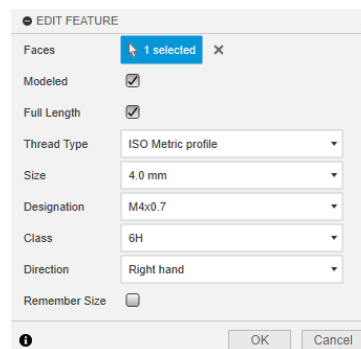 EDIT FEATURE
Faces 1 selected
Modeled
Full Length
Thread Type ISO Metric profile
Size 4.0 mm
Designation M4x0.7
Class 6H
Direction Right hand
Remember Size
OK Cancel